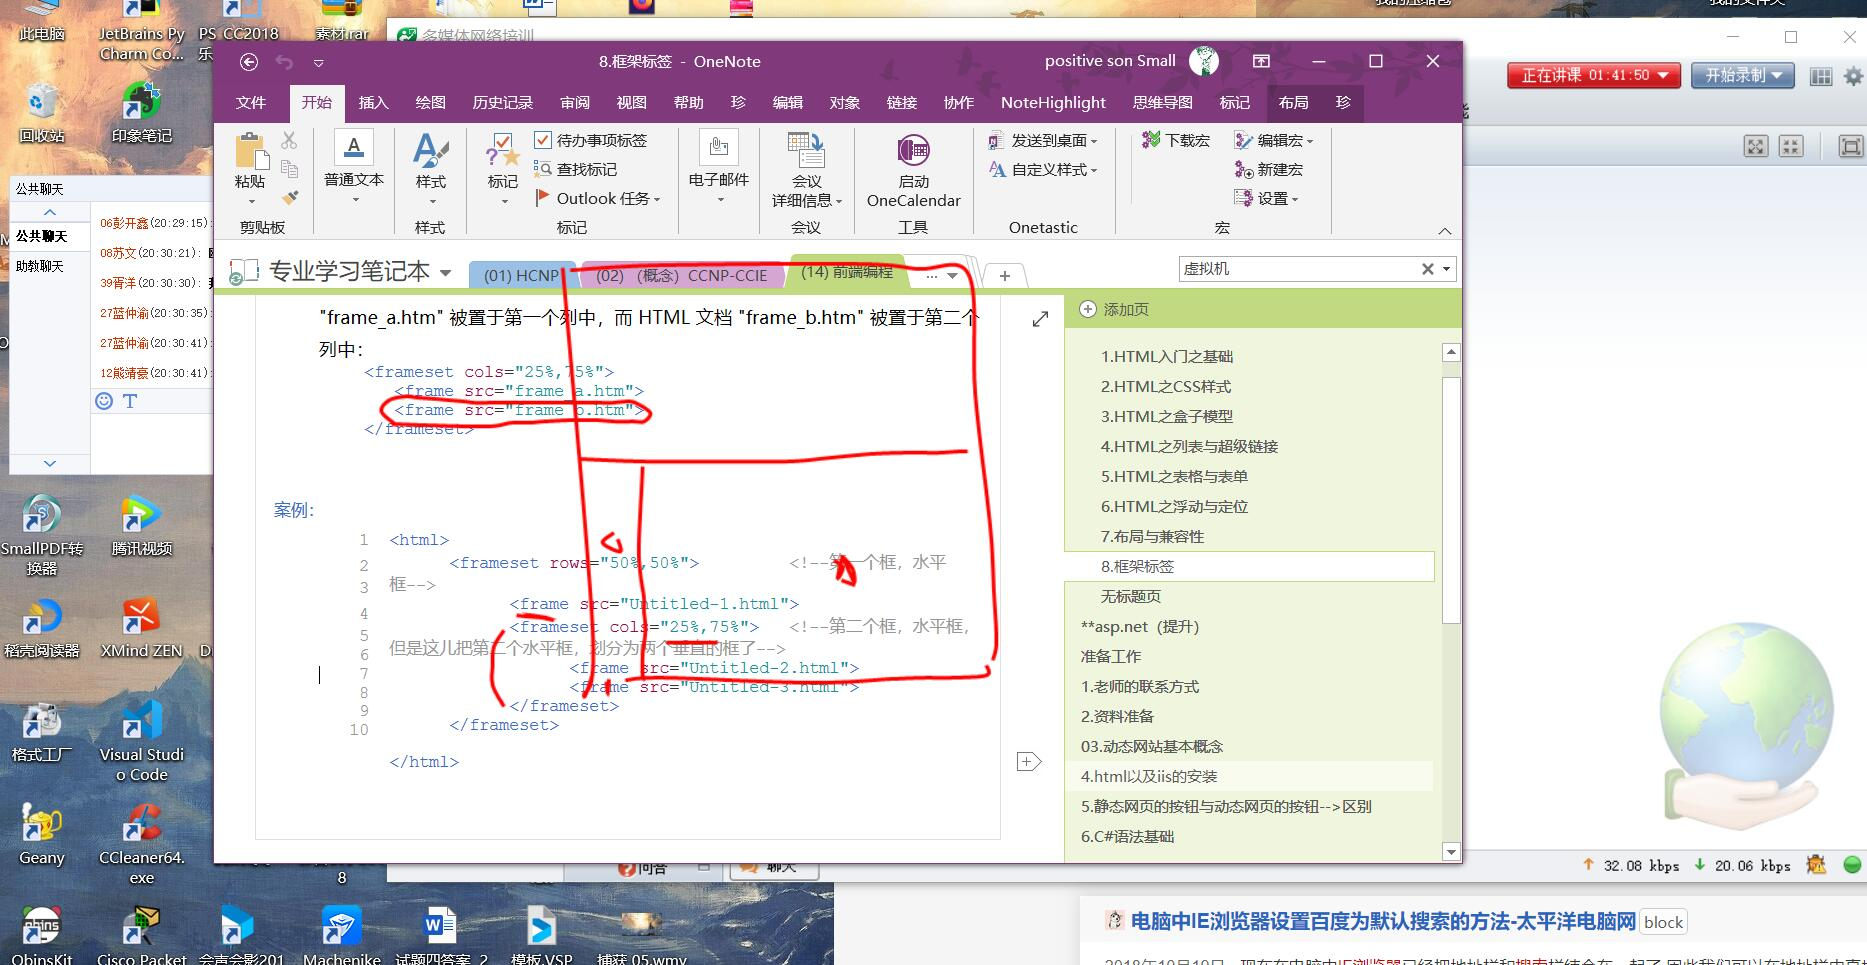 此电脑
JetBrains Py
Charm Co...
PS CC2018
乐
素材.rar
多媒体网络培训
回收站
印象笔记
8.框架标签 - OneNote
positive son Small
文件 开始 插入 绘图 历史记录 审阅 视图 帮助 珍 编辑 对象 链接 协作 NoteHighlight 思维导图 标记 布局 珍
正在讲课 01:41:50
开始录制
粘贴
剪贴板
普通文本
样式
样式
标记
待办事项标签
查找标记
Outlook 任务
标记
电子邮件
会议
详细信息
会议
启动
OneCalendar
工具
发送到桌面
自定义样式
Onetastic
下载宏
编辑宏
新建宏
设置
宏
公共聊天
公共聊天
助教聊天
06彭开鑫(20:29:15):
08苏文(20:30:21):
39胥洋(20:30:30):
27蓝仲渝(20:30:35):
27蓝仲渝(20:30:41):
12熊靖豪(20:30:41):
专业学习笔记本
(01) HCNP
(02) （概念）CCNP-CCIE
(14) 前端编程
...
虚拟机
"frame_a.htm" 被置于第一个列中，而 HTML 文档 "frame_b.htm" 被置于第二个
列中：
<frameset cols="25%,75%">
<frame src="frame_a.htm">
<frame src="frame_b.htm">
</frameset>
案例：
1 <html>
2 <frameset rows="50%,50%"> <!--第一个框，水平
3 框-->
4 <frame src="Untitled-1.html">
5 <frameset cols="25%,75%"> <!--第二个框，水平框，
6 但是这儿把第二个水平框，划分为两个垂直的框了-->
7 <frame src="Untitled-2.html">
8 <frame src="Untitled-3.html">
9 </frameset>
10 </frameset>
</html>
添加页
1.HTML入门之基础
2.HTML之CSS样式
3.HTML之盒子模型
4.HTML之列表与超级链接
5.HTML之表格与表单
6.HTML之浮动与定位
7.布局与兼容性
8.框架标签
无标题页
**asp.net（提升）
准备工作
1.老师的联系方式
2.资料准备
03.动态网站基本概念
4.html以及iis的安装
5.静态网页的按钮与动态网页的按钮-->区别
6.C#语法基础
SmallPDF转
换器
腾讯视频
稻壳阅读器
XMind ZEN
格式工厂
Visual Studi
o Code
Geany
CCleaner64.
exe
8
问答
聊天
32.08 kbps
20.06 kbps
ObinsKit
Cisco Packet
会声会影201
Machenike
试题四答案_2
模板.VSP
捕获 05.wmv
电脑中IE浏览器设置百度为默认搜索的方法-太平洋电脑网 block